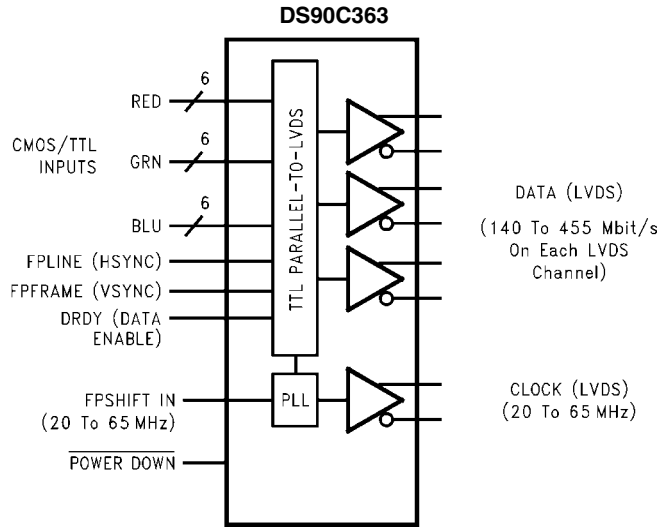 DS90C363
6
RED
6
CMOS/TTL
INPUTS
GRN
6
BLU
FPLINE (HSYNC)
FPFRAME (VSYNC)
DRDY (DATA
ENABLE)
FPSHIFT IN
(20 To 65 MHz)
POWER DOWN
TTL PARALLEL-TO-LVDS
PLL
DATA (LVDS)
(140 To 455 Mbit/s
On Each LVDS
Channel)
CLOCK (LVDS)
(20 To 65 MHz)